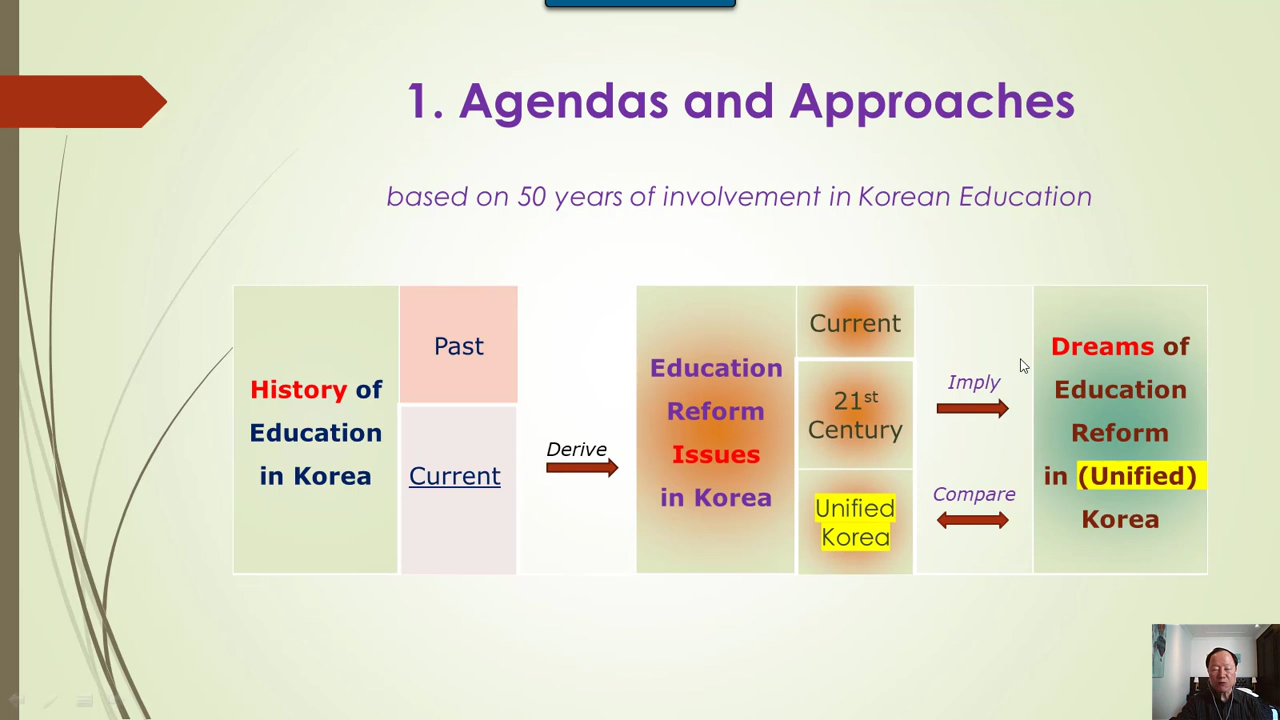 1. Agendas and Approaches
based on 50 years of involvement in Korean Education
History of
Education
in Korea
Past
Current
Derive
Education
Reform
Issues
in Korea
Current
21st
Century
Unified
Korea
Imply
Compare
Dreams of
Education
Reform
in (Unified)
Korea